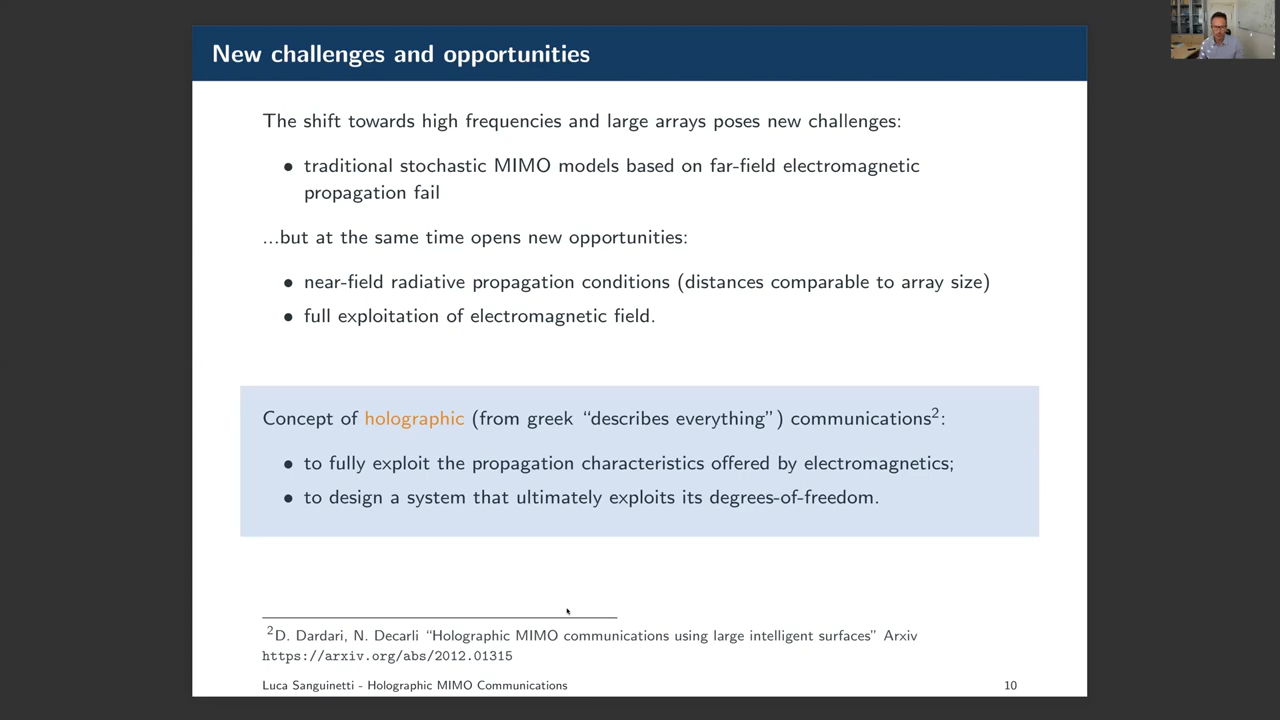 New challenges and opportunities
The shift towards high frequencies and large arrays poses new challenges:
• traditional stochastic MIMO models based on far-field electromagnetic
propagation fail
...but at the same time opens new opportunities:
• near-field radiative propagation conditions (distances comparable to array size)
• full exploitation of electromagnetic field.
Concept of holographic (from greek “describes everything”) communications²:
• to fully exploit the propagation characteristics offered by electromagnetics;
• to design a system that ultimately exploits its degrees-of-freedom.
²D. Dardari, N. Decarli “Holographic MIMO communications using large intelligent surfaces” Arxiv
https://arxiv.org/abs/2012.01315
Luca Sanguinetti - Holographic MIMO Communications 10